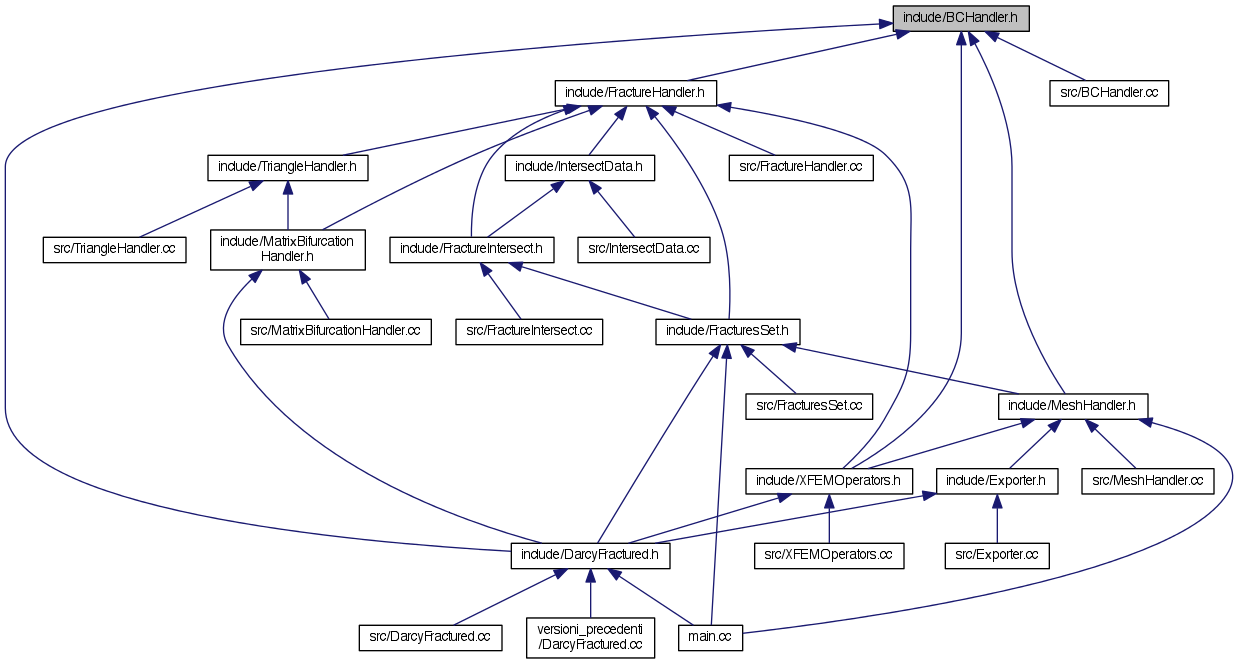 include/BCHandler.h
include/FractureHandler.h
src/BCHandler.cc
include/TriangleHandler.h
include/IntersectData.h
src/FractureHandler.cc
src/TriangleHandler.cc
include/MatrixBifurcation
Handler.h
include/FractureIntersect.h
src/IntersectData.cc
src/MatrixBifurcationHandler.cc
src/FractureIntersect.cc
include/FracturesSet.h
src/FracturesSet.cc
include/MeshHandler.h
include/XFEMOperators.h
include/Exporter.h
src/MeshHandler.cc
include/DarcyFractured.h
src/XFEMOperators.cc
src/Exporter.cc
src/DarcyFractured.cc
versioni_precedenti
/DarcyFractured.cc
main.cc